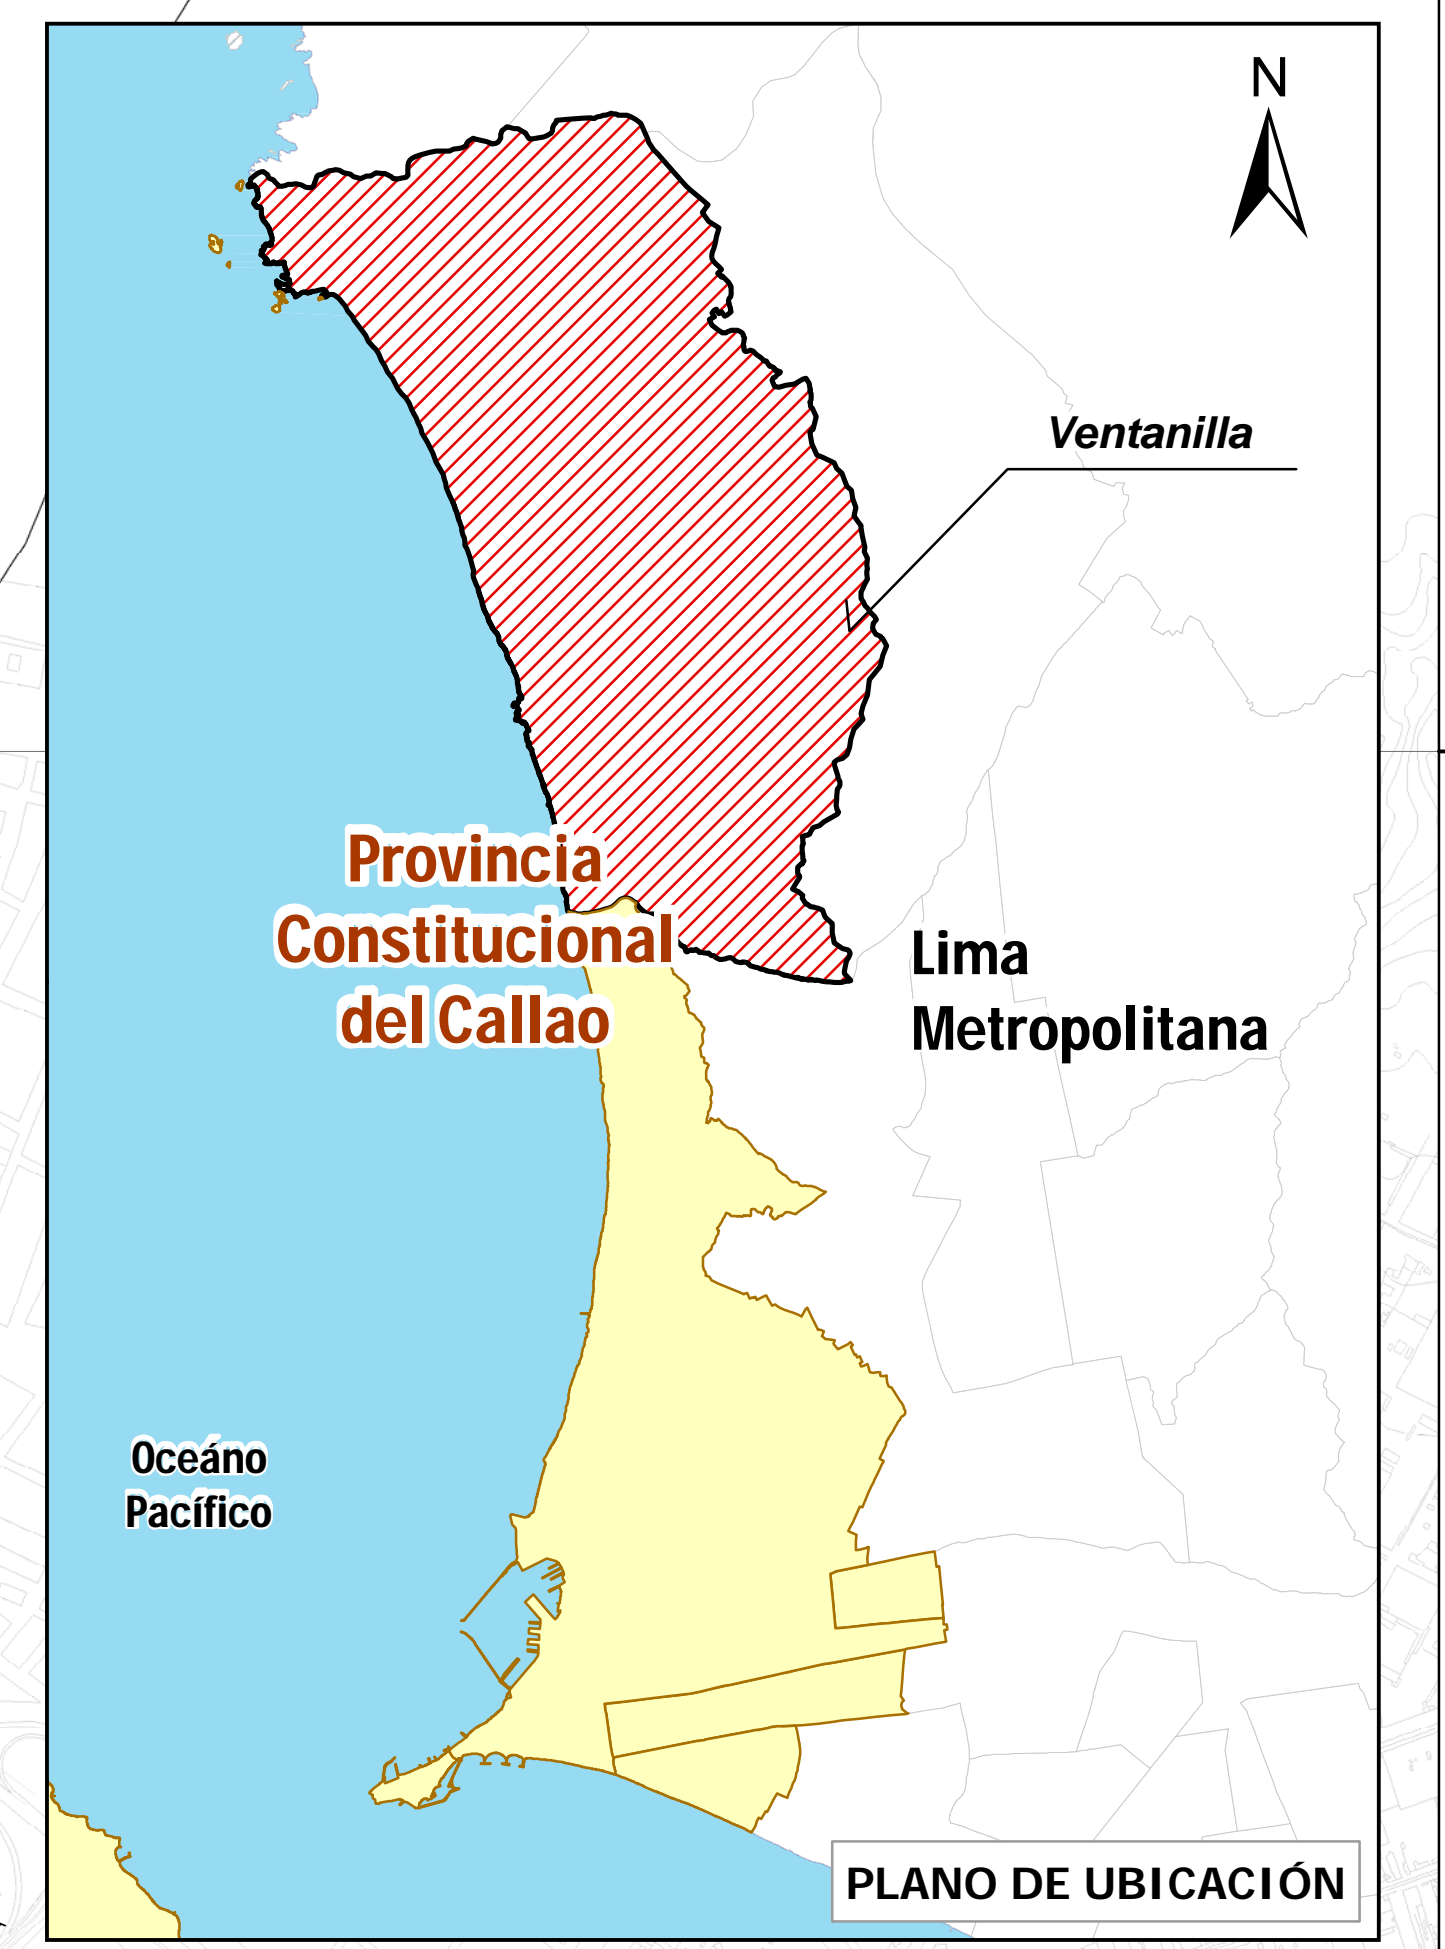 N
Ventanilla
Provincia
Constitucional
del Callao
Lima
Metropolitana
Oceáno
Pacífico
PLANO DE UBICACIÓN